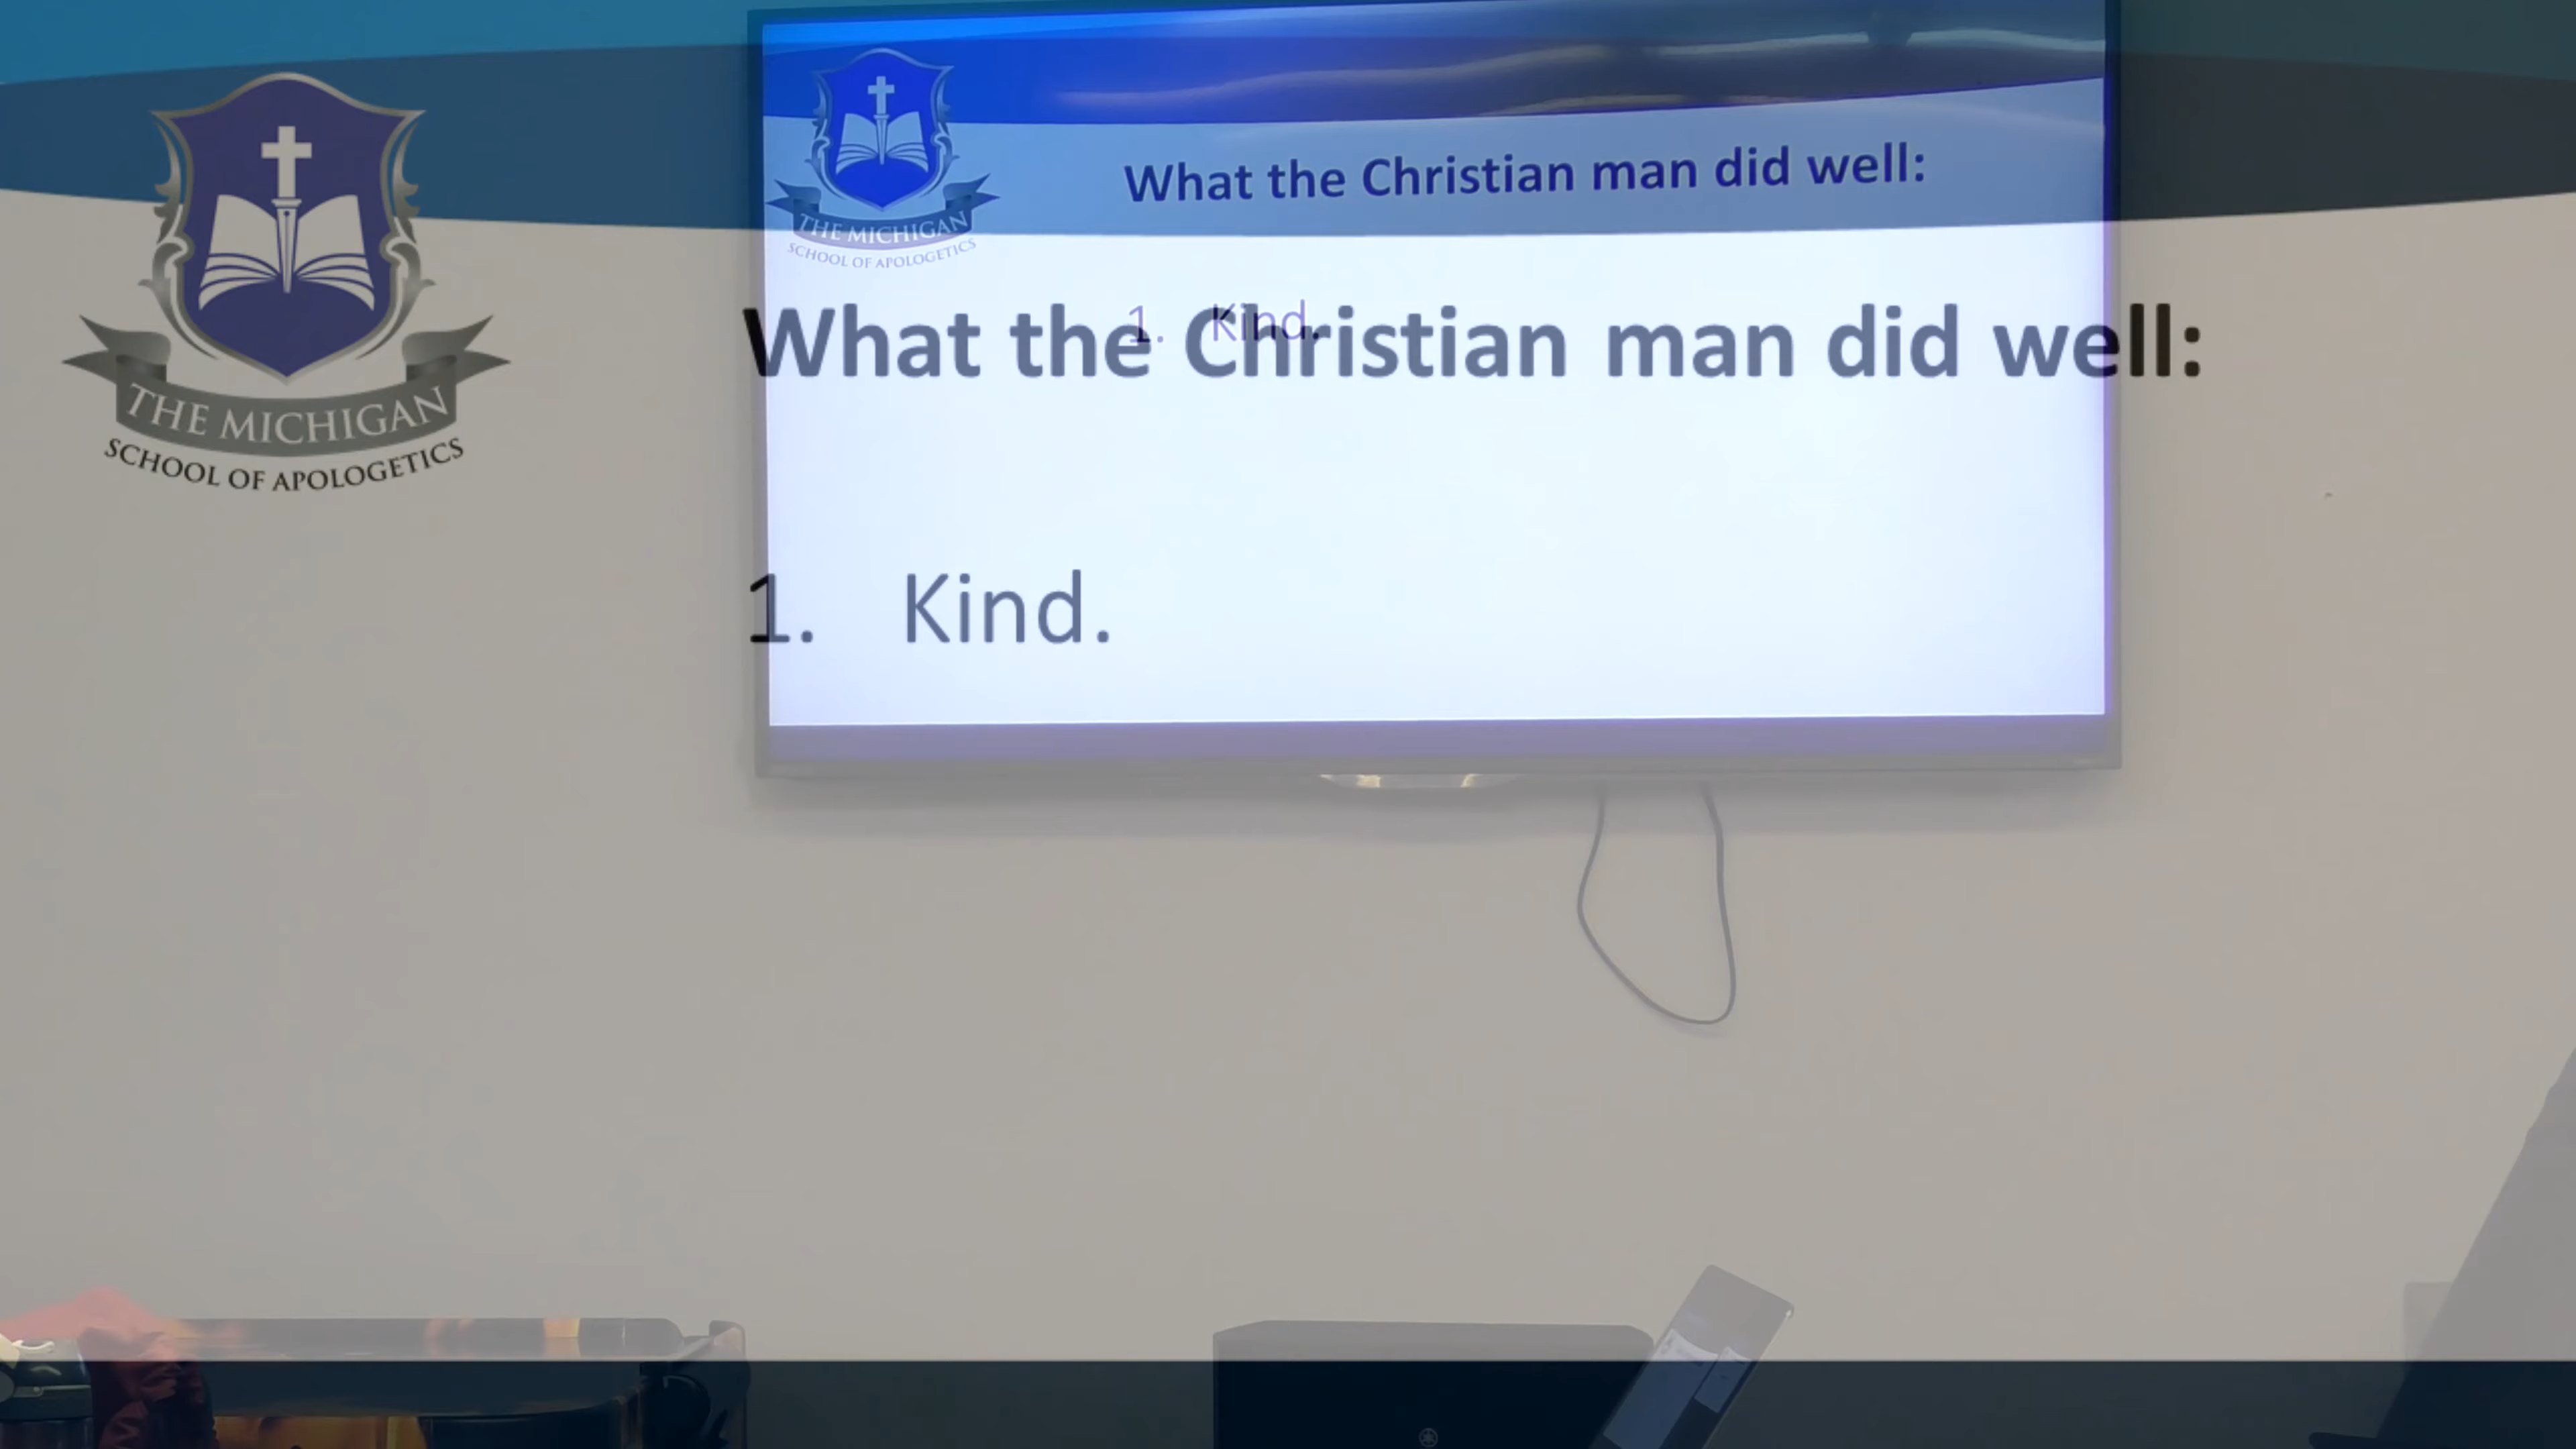 THE MICHIGAN
SCHOOL OF APOLOGETICS
What the Christian man did well:
1. Kind.
THE MICHIGAN
SCHOOL OF APOLOGETICS
What the Christian man did well:
1. Kind.